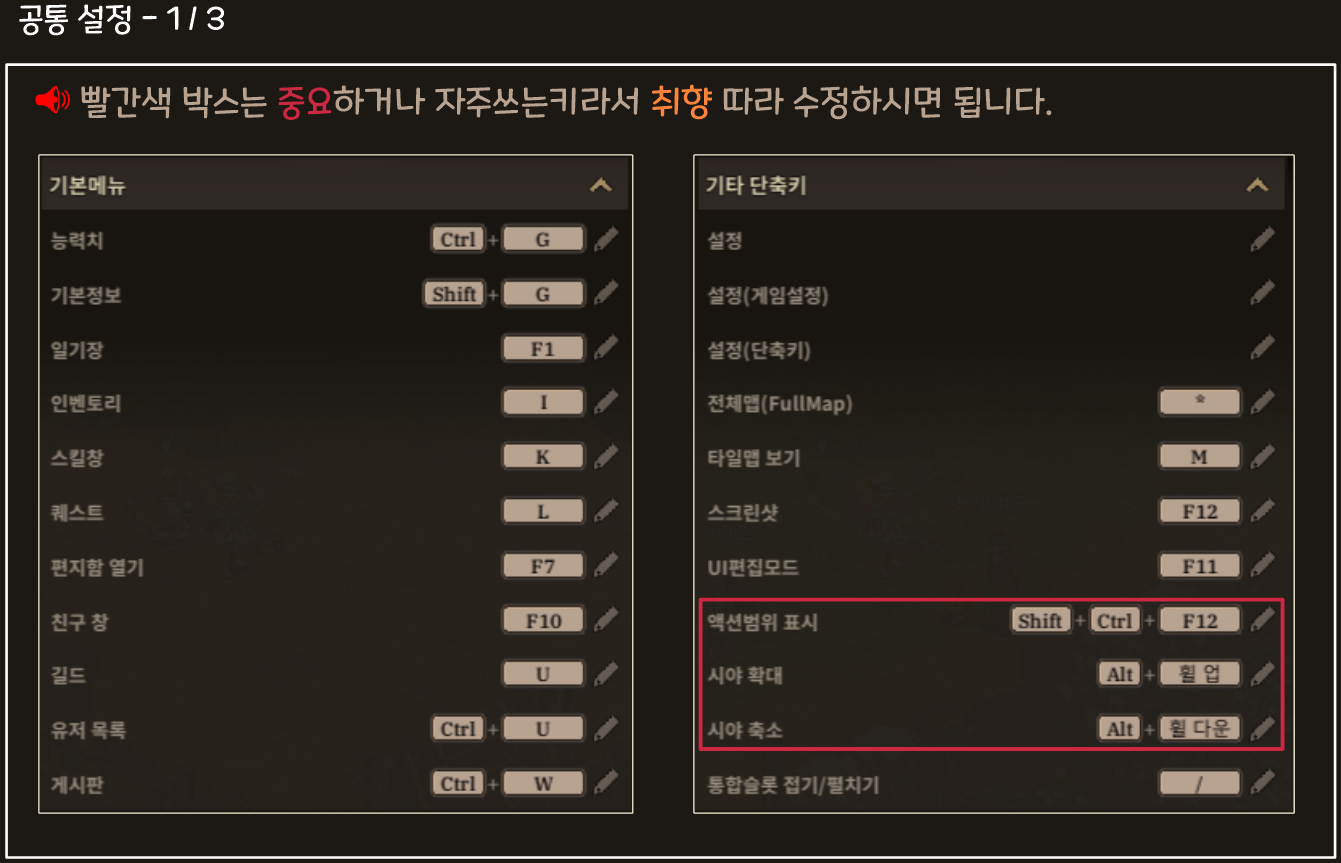 공통 설정 - 1 / 3
빨간색 박스는 중요하거나 자주쓰는키라서 취향 따라 수정하시면 됩니다.
기본메뉴
능력치 Ctrl + G
기본정보 Shift + G
일기장 F1
인벤토리 I
스킬창 K
퀘스트 L
편지함 열기 F7
친구 창 F10
길드 U
유저 목록 Ctrl + U
게시판 Ctrl + W
기타 단축키
설정
설정(게임설정)
설정(단축키)
전체맵(FullMap) *
타일맵 보기 M
스크린샷 F12
UI편집모드 F11
액션범위 표시 Shift + Ctrl + F12
시야 확대 Alt + 휠 업
시야 축소 Alt + 휠 다운
통합슬롯 접기/펼치기 /